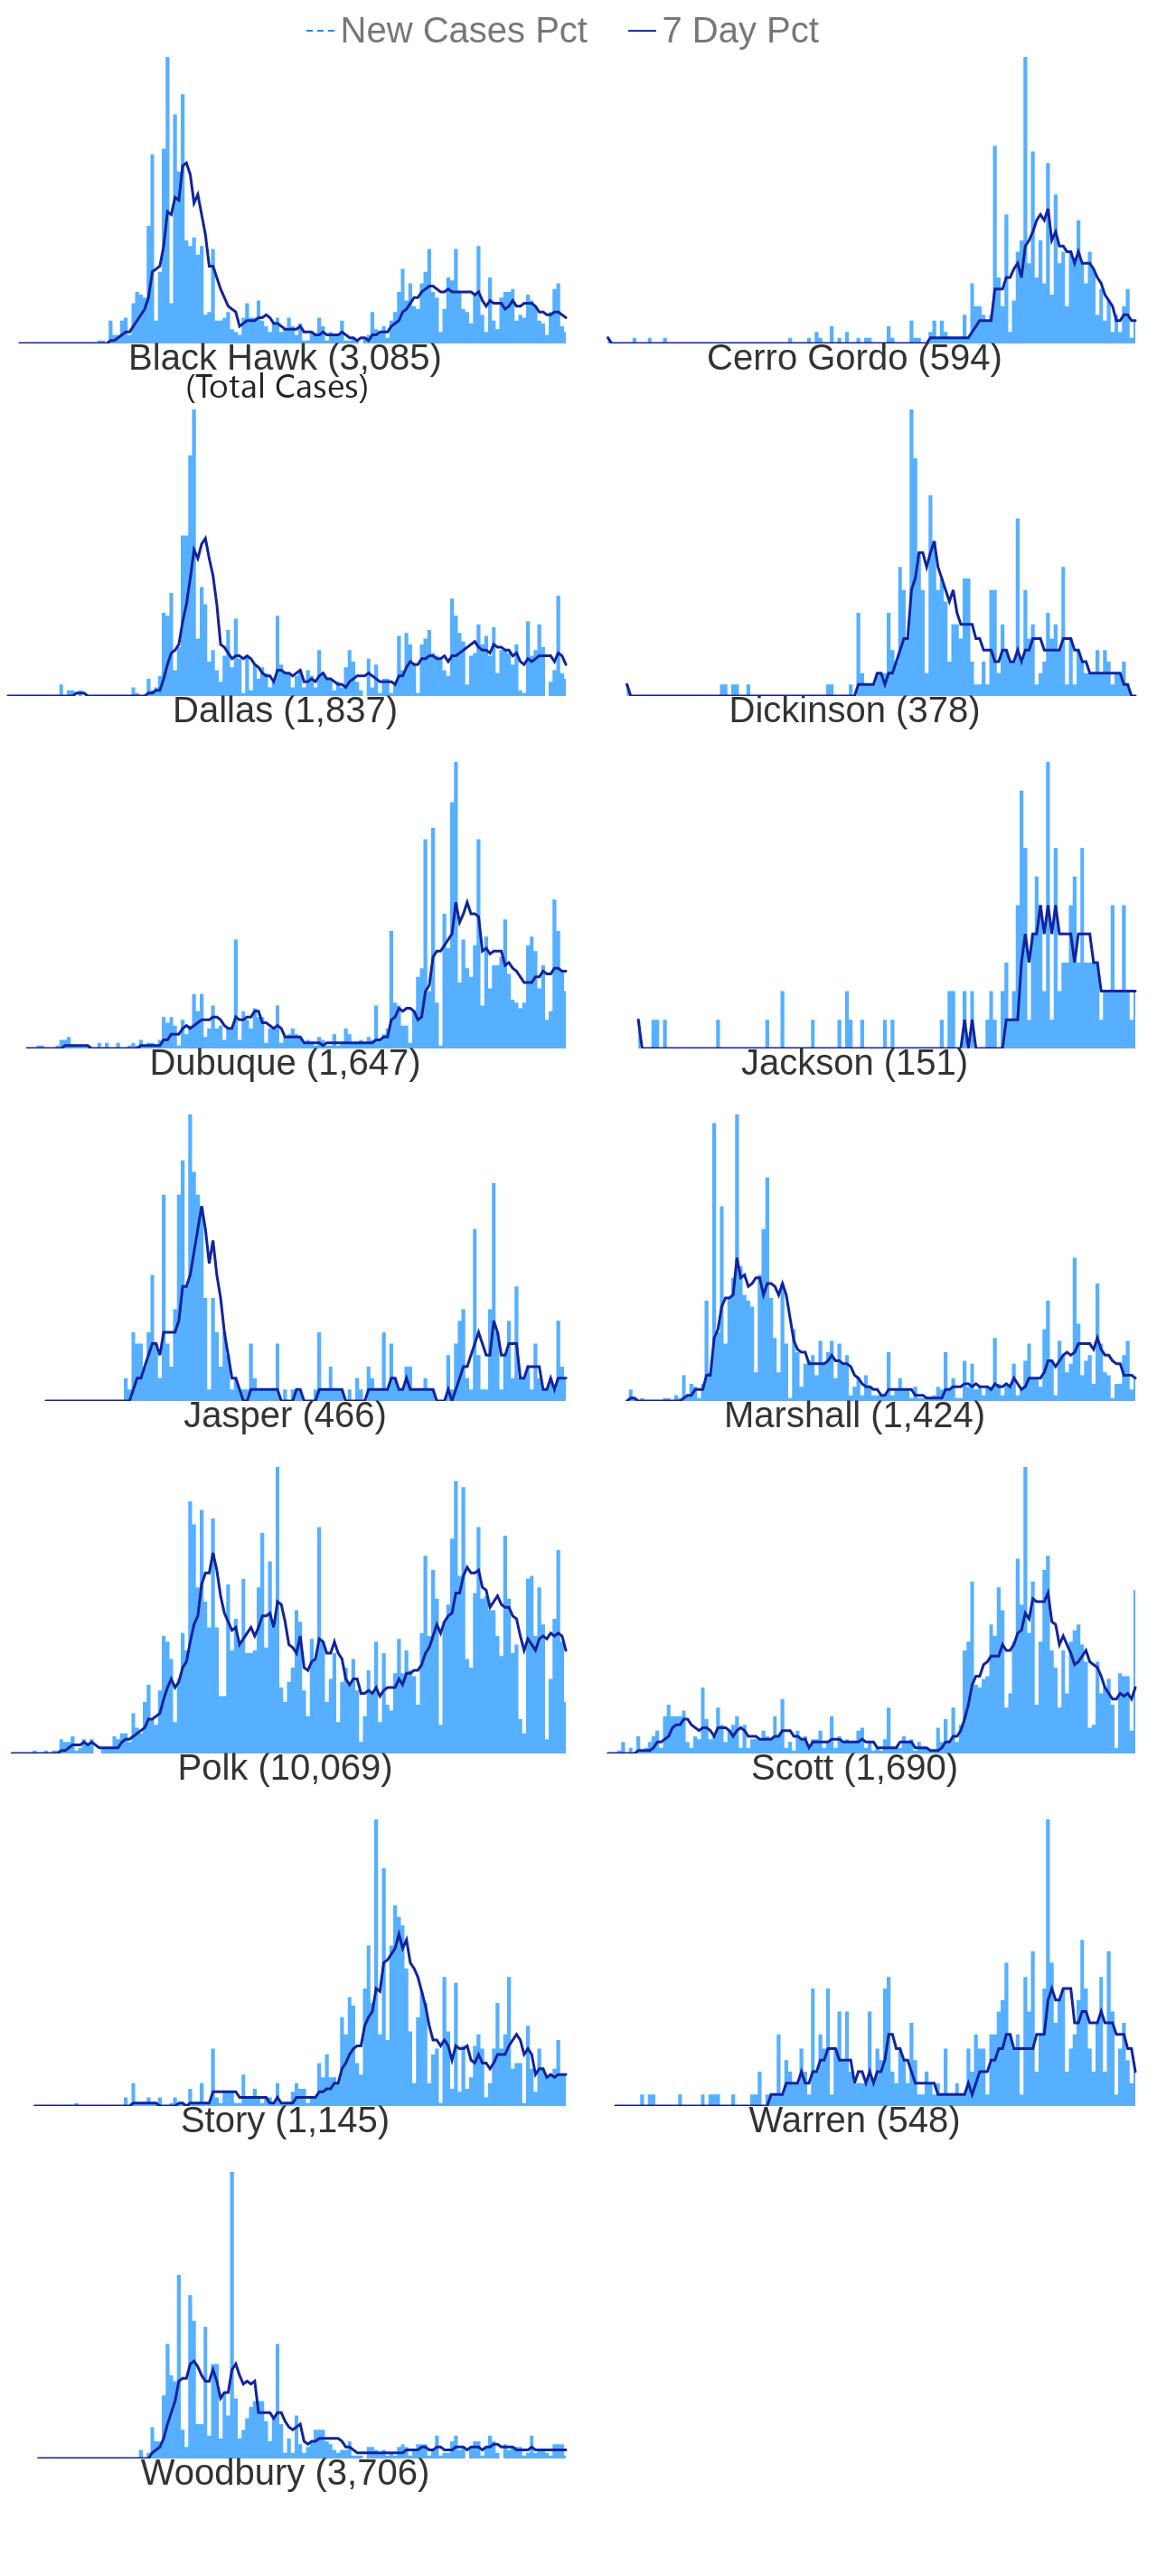 New Cases Pct 7 Day Pct
Black Hawk (3,085) Cerro Gordo (594)
(Total Cases)
Dallas (1,837) Dickinson (378)
Dubuque (1,647) Jackson (151)
Jasper (466) Marshall (1,424)
Polk (10,069) Scott (1,690)
Story (1,145) Warren (548)
Woodbury (3,706)